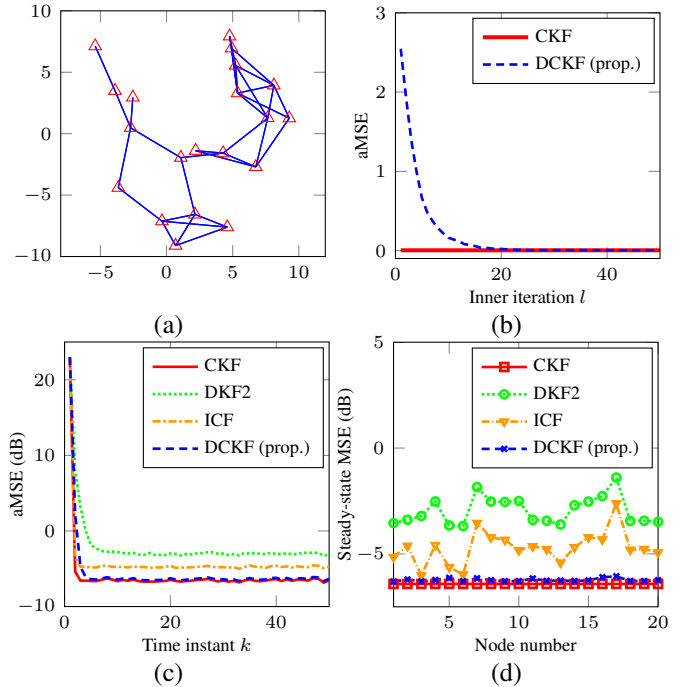 10
5
0
−5
−10
−5 0 5 10
(a)
3
2
1
0
aMSE
CKF
DCKF (prop.)
0 20 40
Inner iteration l
(b)
20
10
0
−10
aMSE (dB)
CKF
DKF2
ICF
DCKF (prop.)
0 20 40
Time instant k
(c)
5
0
−5
Steady-state MSE (dB)
CKF
DKF2
ICF
DCKF (prop.)
5 10 15 20
Node number
(d)